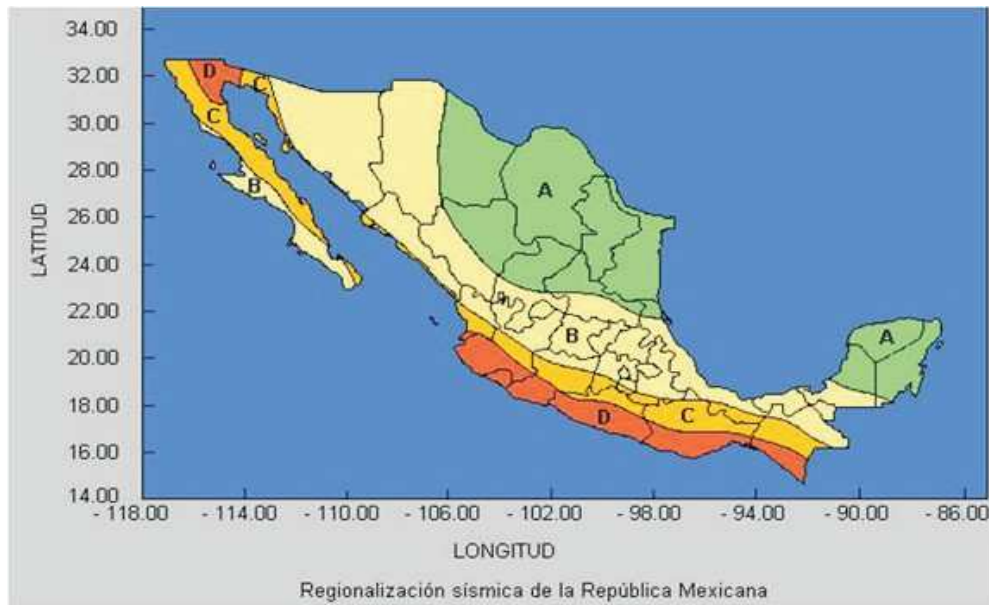 34.00
32.00
30.00
28.00
26.00
24.00
22.00
20.00
18.00
16.00
14.00
LATITUD
D
C
C
B
A
A
B
C
D
- 118.00 - 114.00 - 110.00 - 106.00 - 102.00 - 98.00 - 94.00 - 90.00 - 86.00
LONGITUD
Regionalización sísmica de la República Mexicana